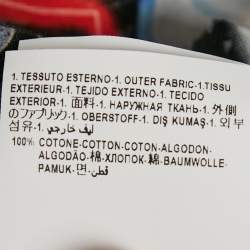 1. TESSUTO ESTERNO-1. OUTER FABRIC-1.TISSU
EXTERIEUR-1. TEJIDO EXTERNO-1. TECIDO
EXTERIOR-1. 面料-1. НАРУЖНАЯ ТКАНЬ-1. 外側
のファブリック-1. OBERSTOFF-1. DIŞ KUMAŞ-1. 외부
섬유-1. ليف خارجي
100% COTONE-COTTON-COTON-ALGODON-
ALGODÃO-棉-ХЛОПОК-綿-BAUMWOLLE-
PAMUK-면-قطن